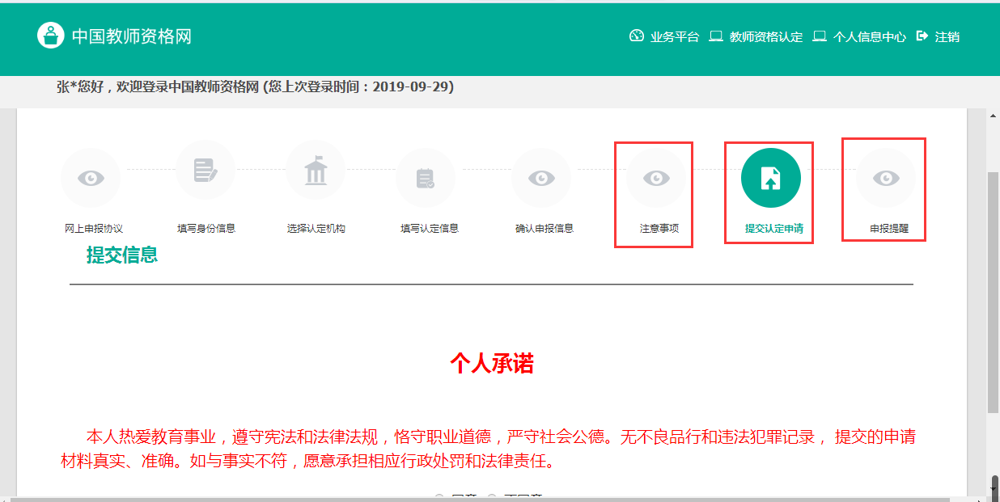 中国教师资格网
业务平台 教师资格认定 个人信息中心 注销
张*您好，欢迎登录中国教师资格网 (您上次登录时间：2019-09-29)
网上申报协议 填写身份信息 选择认定机构 填写认定信息 确认申报信息 注意事项 提交认定申请 申报提醒
提交信息
个人承诺
本人热爱教育事业，遵守宪法和法律法规，恪守职业道德，严守社会公德。无不良品行和违法犯罪记录， 提交的申请
材料真实、准确。如与事实不符，愿意承担相应行政处罚和法律责任。